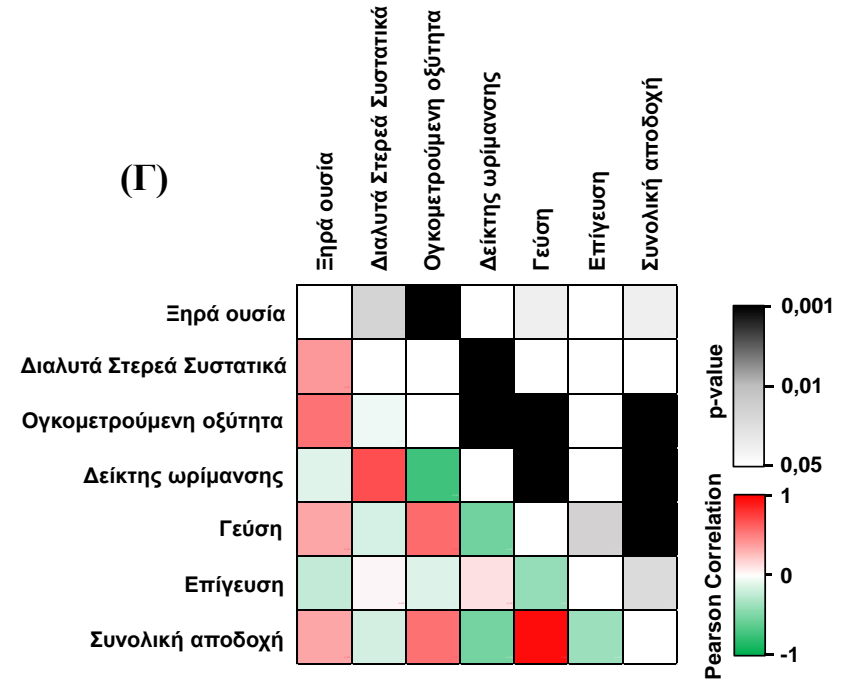 (Γ)
Ξηρά ουσία
Διαλυτά Στερεά Συστατικά
Ογκομετρούμενη οξύτητα
Δείκτης ωρίμανσης
Γεύση
Επίγευση
Συνολική αποδοχή
Ξηρά ουσία
Διαλυτά Στερεά Συστατικά
Ογκομετρούμενη οξύτητα
Δείκτης ωρίμανσης
Γεύση
Επίγευση
Συνολική αποδοχή
p-value
0,001
0,01
0,05
Pearson Correlation
1
0
-1